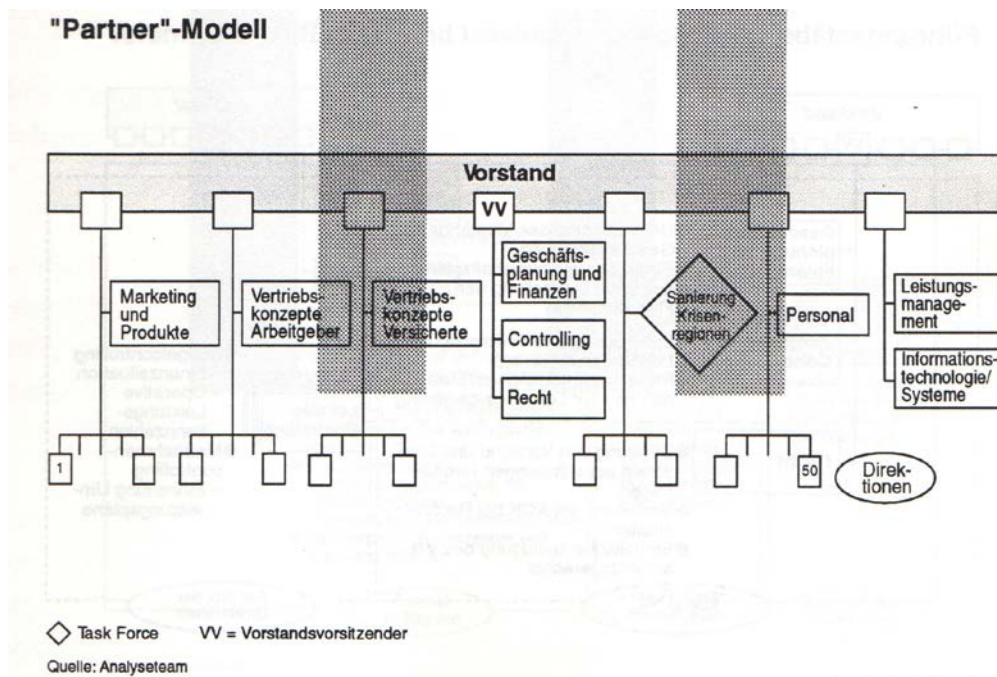 "Partner"-Modell
Vorstand
VV
Marketing
und
Produkte
Vertriebs-
konzepte
Arbeitgeber
Vertriebs-
konzepte
Versicherte
Geschäfts-
planung und
Finanzen
Controlling
Recht
Sanierung
Krisen-
regionen
Personal
Leistungs-
manage-
ment
Informations-
technologie/
Systeme
1
50
Direk-
tionen
Task Force VV = Vorstandsvorsitzender
Quelle: Analyseteam